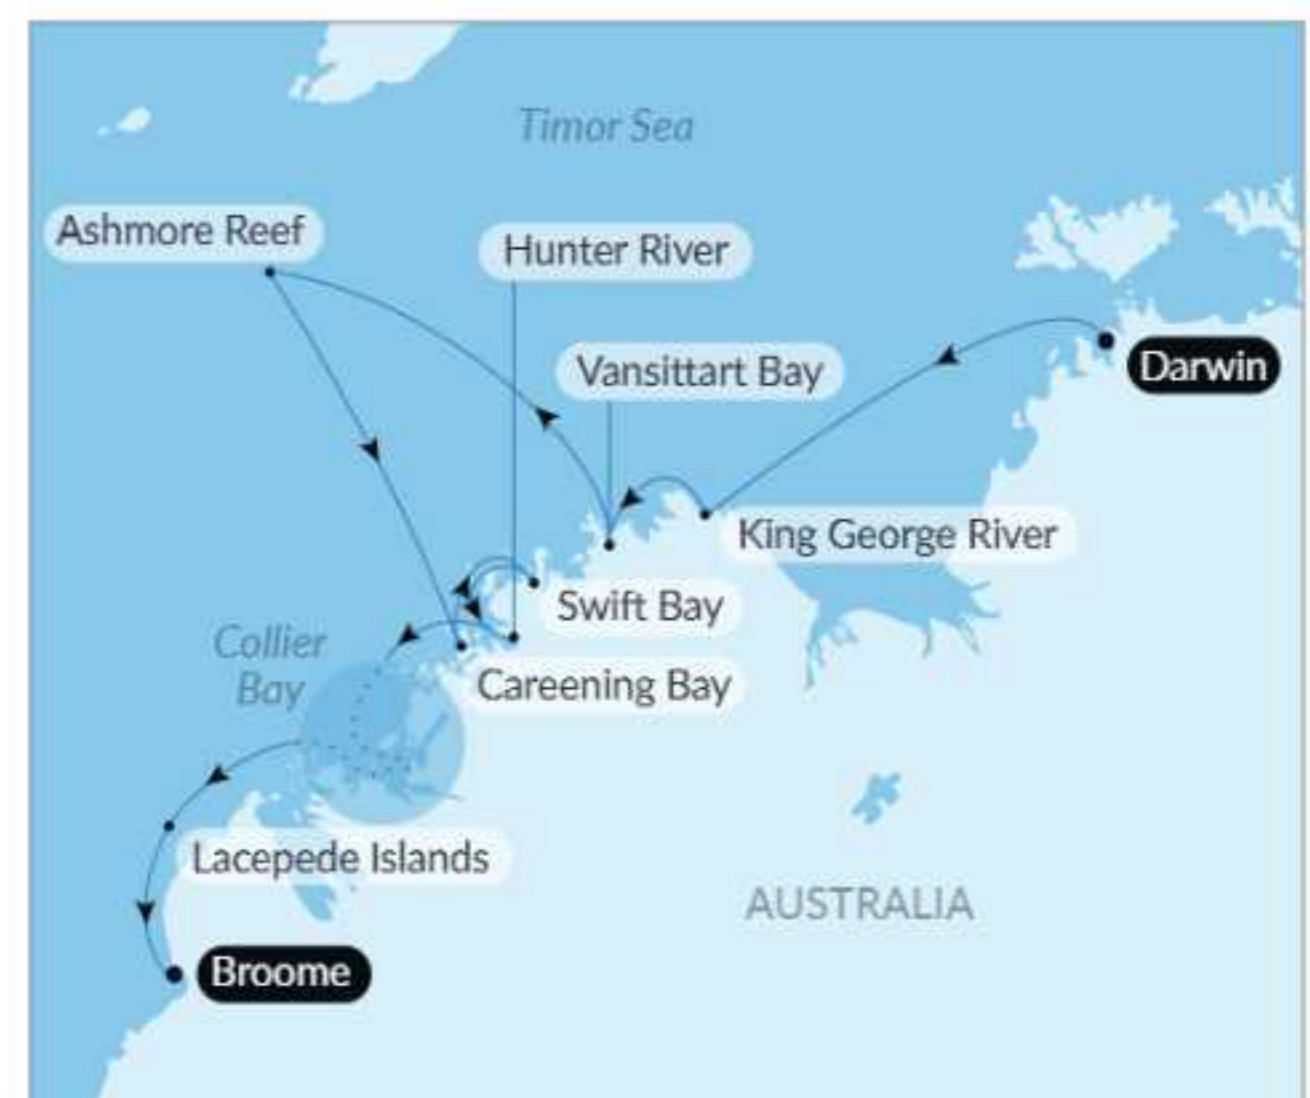 Timor Sea
Ashmore Reef
Hunter River
Vansittart Bay
Darwin
King George River
Swift Bay
Collier
Bay
Careening Bay
Lacepede Islands
AUSTRALIA
Broome